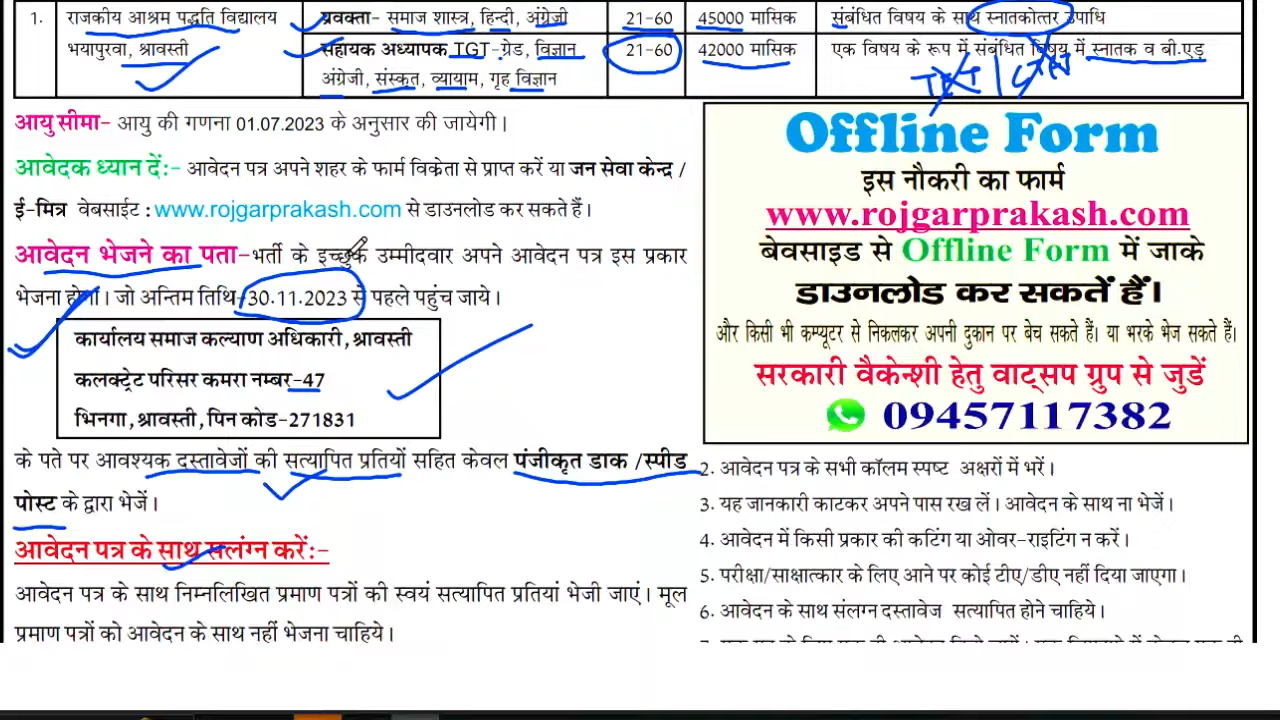 1. राजकीय आश्रम पद्धति विद्यालय प्रवक्ता- समाज शास्त्र, हिन्दी, अंग्रेजी 21-60 45000 मासिक संबंधित विषय के साथ स्नातकोत्तर उपाधि
भयापुरवा, श्रावस्ती सहायक अध्यापक TGT-ग्रेड, विज्ञान 21-60 42000 मासिक एक विषय के रूप में संबंधित विषय में स्नातक व बी.एड़
अंग्रेजी, संस्कृत, व्यायाम, गृह विज्ञान
आयु सीमा- आयु की गणना 01.07.2023 के अनुसार की जायेगी।
आवेदक ध्यान दें:- आवेदन पत्र अपने शहर के फार्म विकेता से प्राप्त करें या जन सेवा केन्द्र /
ई-मित्र वेबसाईट : www.rojgarprakash.com से डाउनलोड कर सकते हैं।
आवेदन भेजने का पता-भर्ती के इच्छुक उम्मीदवार अपने आवेदन पत्र इस प्रकार
भेजना होगा। जो अन्तिम तिथि-30.11.2023 से पहले पहुंच जाये।
कार्यालय समाज कल्याण अधिकारी, श्रावस्ती
कलक्ट्रेट परिसर कमरा नम्बर-47
भिनगा, श्रावस्ती, पिन कोड-271831
के पते पर आवश्यक दस्तावेजों की सत्यापित प्रतियों सहित केवल पंजीकृत डाक /स्पीड
पोस्ट के द्वारा भेजें।
आवेदन पत्र के साथ सलंग्न करें:-
आवेदन पत्र के साथ निम्नलिखित प्रमाण पत्रों की स्वयं सत्यापित प्रतियां भेजी जाएं। मूल
प्रमाण पत्रों को आवेदन के साथ नहीं भेजना चाहिये।
Offline Form
इस नौकरी का फार्म
www.rojgarprakash.com
बेवसाइड से Offline Form में जाके
डाउनलोड कर सकतें हैं।
और किसी भी कम्प्यूटर से निकलकर अपनी दुकान पर बेच सकते हैं। या भरके भेज सकते हैं।
सरकारी वैकेन्शी हेतु वाट्सप ग्रुप से जुडें
09457117382
2. आवेदन पत्र के सभी कॉलम स्पष्ट अक्षरों में भरें।
3. यह जानकारी काटकर अपने पास रख लें। आवेदन के साथ ना भेजें।
4. आवेदन में किसी प्रकार की कटिंग या ओवर-राइटिंग न करें।
5. परीक्षा/साक्षात्कार के लिए आने पर कोई टीए/डीए नहीं दिया जाएगा।
6. आवेदन के साथ संलग्न दस्तावेज सत्यापित होने चाहिये।